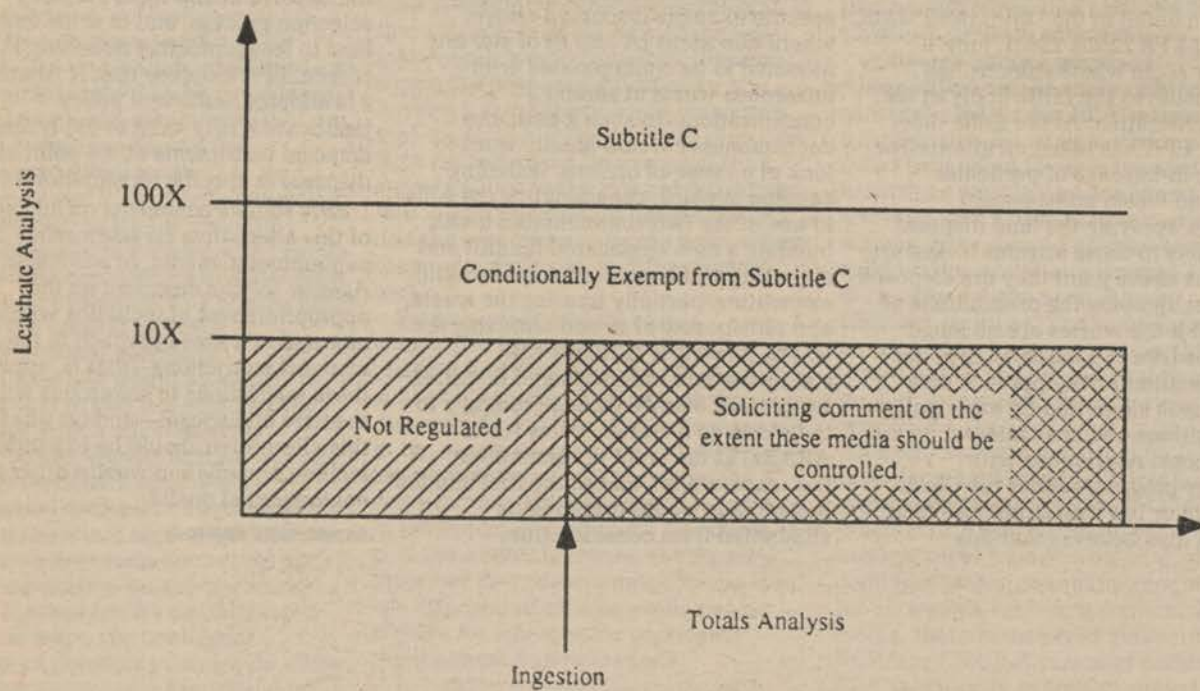 Subtitle C
Leachate Analysis
100X
Conditionally Exempt from Subtitle C
10X
Not Regulated
Soliciting comment on the
extent these media should be
controlled.
Totals Analysis
Ingestion